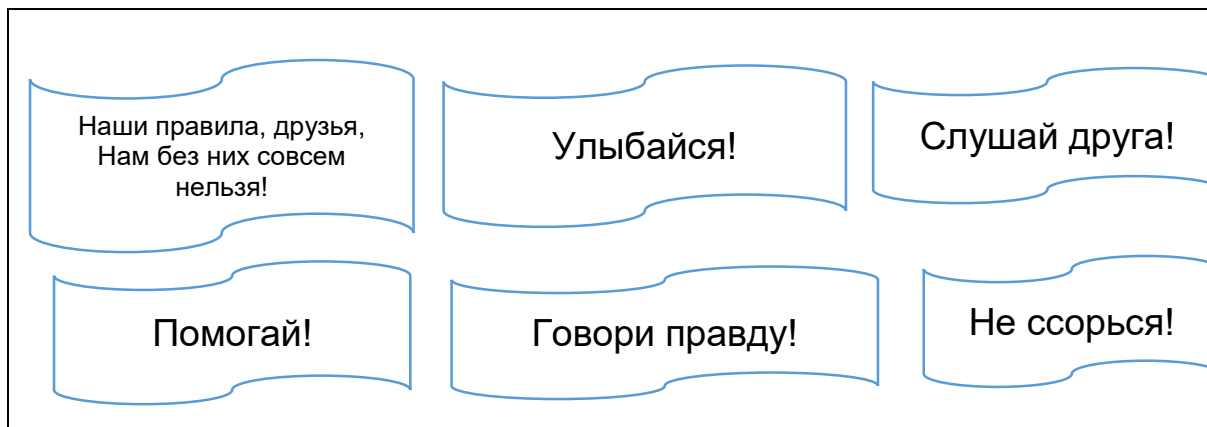 Наши правила, друзья,
Нам без них совсем
нельзя!
Улыбайся!
Слушай друга!
Помогай!
Говори правду!
Не ссорься!